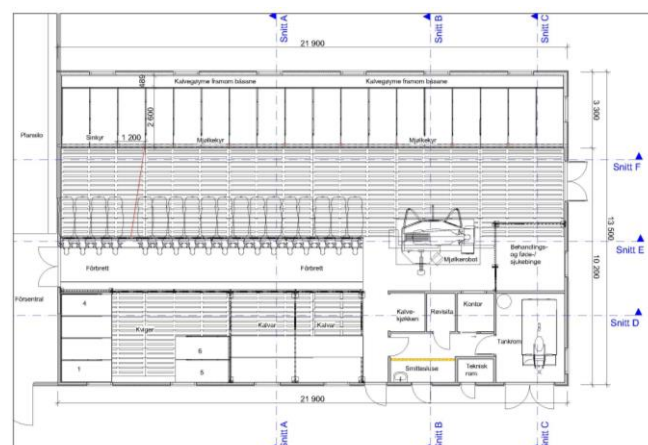 Snitt A
Snitt B
Snitt C
21 900
Kalvegøyme framom båsane
Kalvegøyme framom båsane
489
2 600
3 300
Plansilo
Sinkyr
1 200
Mjølkekyr
Mjølkekyr
Snitt F
13 500
Snitt E
Mjølkerobot
Behandlings-
og føde-/
sjukebinge
Fôrbrett
Fôrbrett
10 200
Fôrsentral
4
Kviger
Kalvar
Kalvar
Kalve-
kjøkken
Røvlsfa
Kontor
Snitt D
Tankrom
6
5
1
Smittesluse
Teknisk
rom
21 900
Snitt A
Snitt B
Snitt C